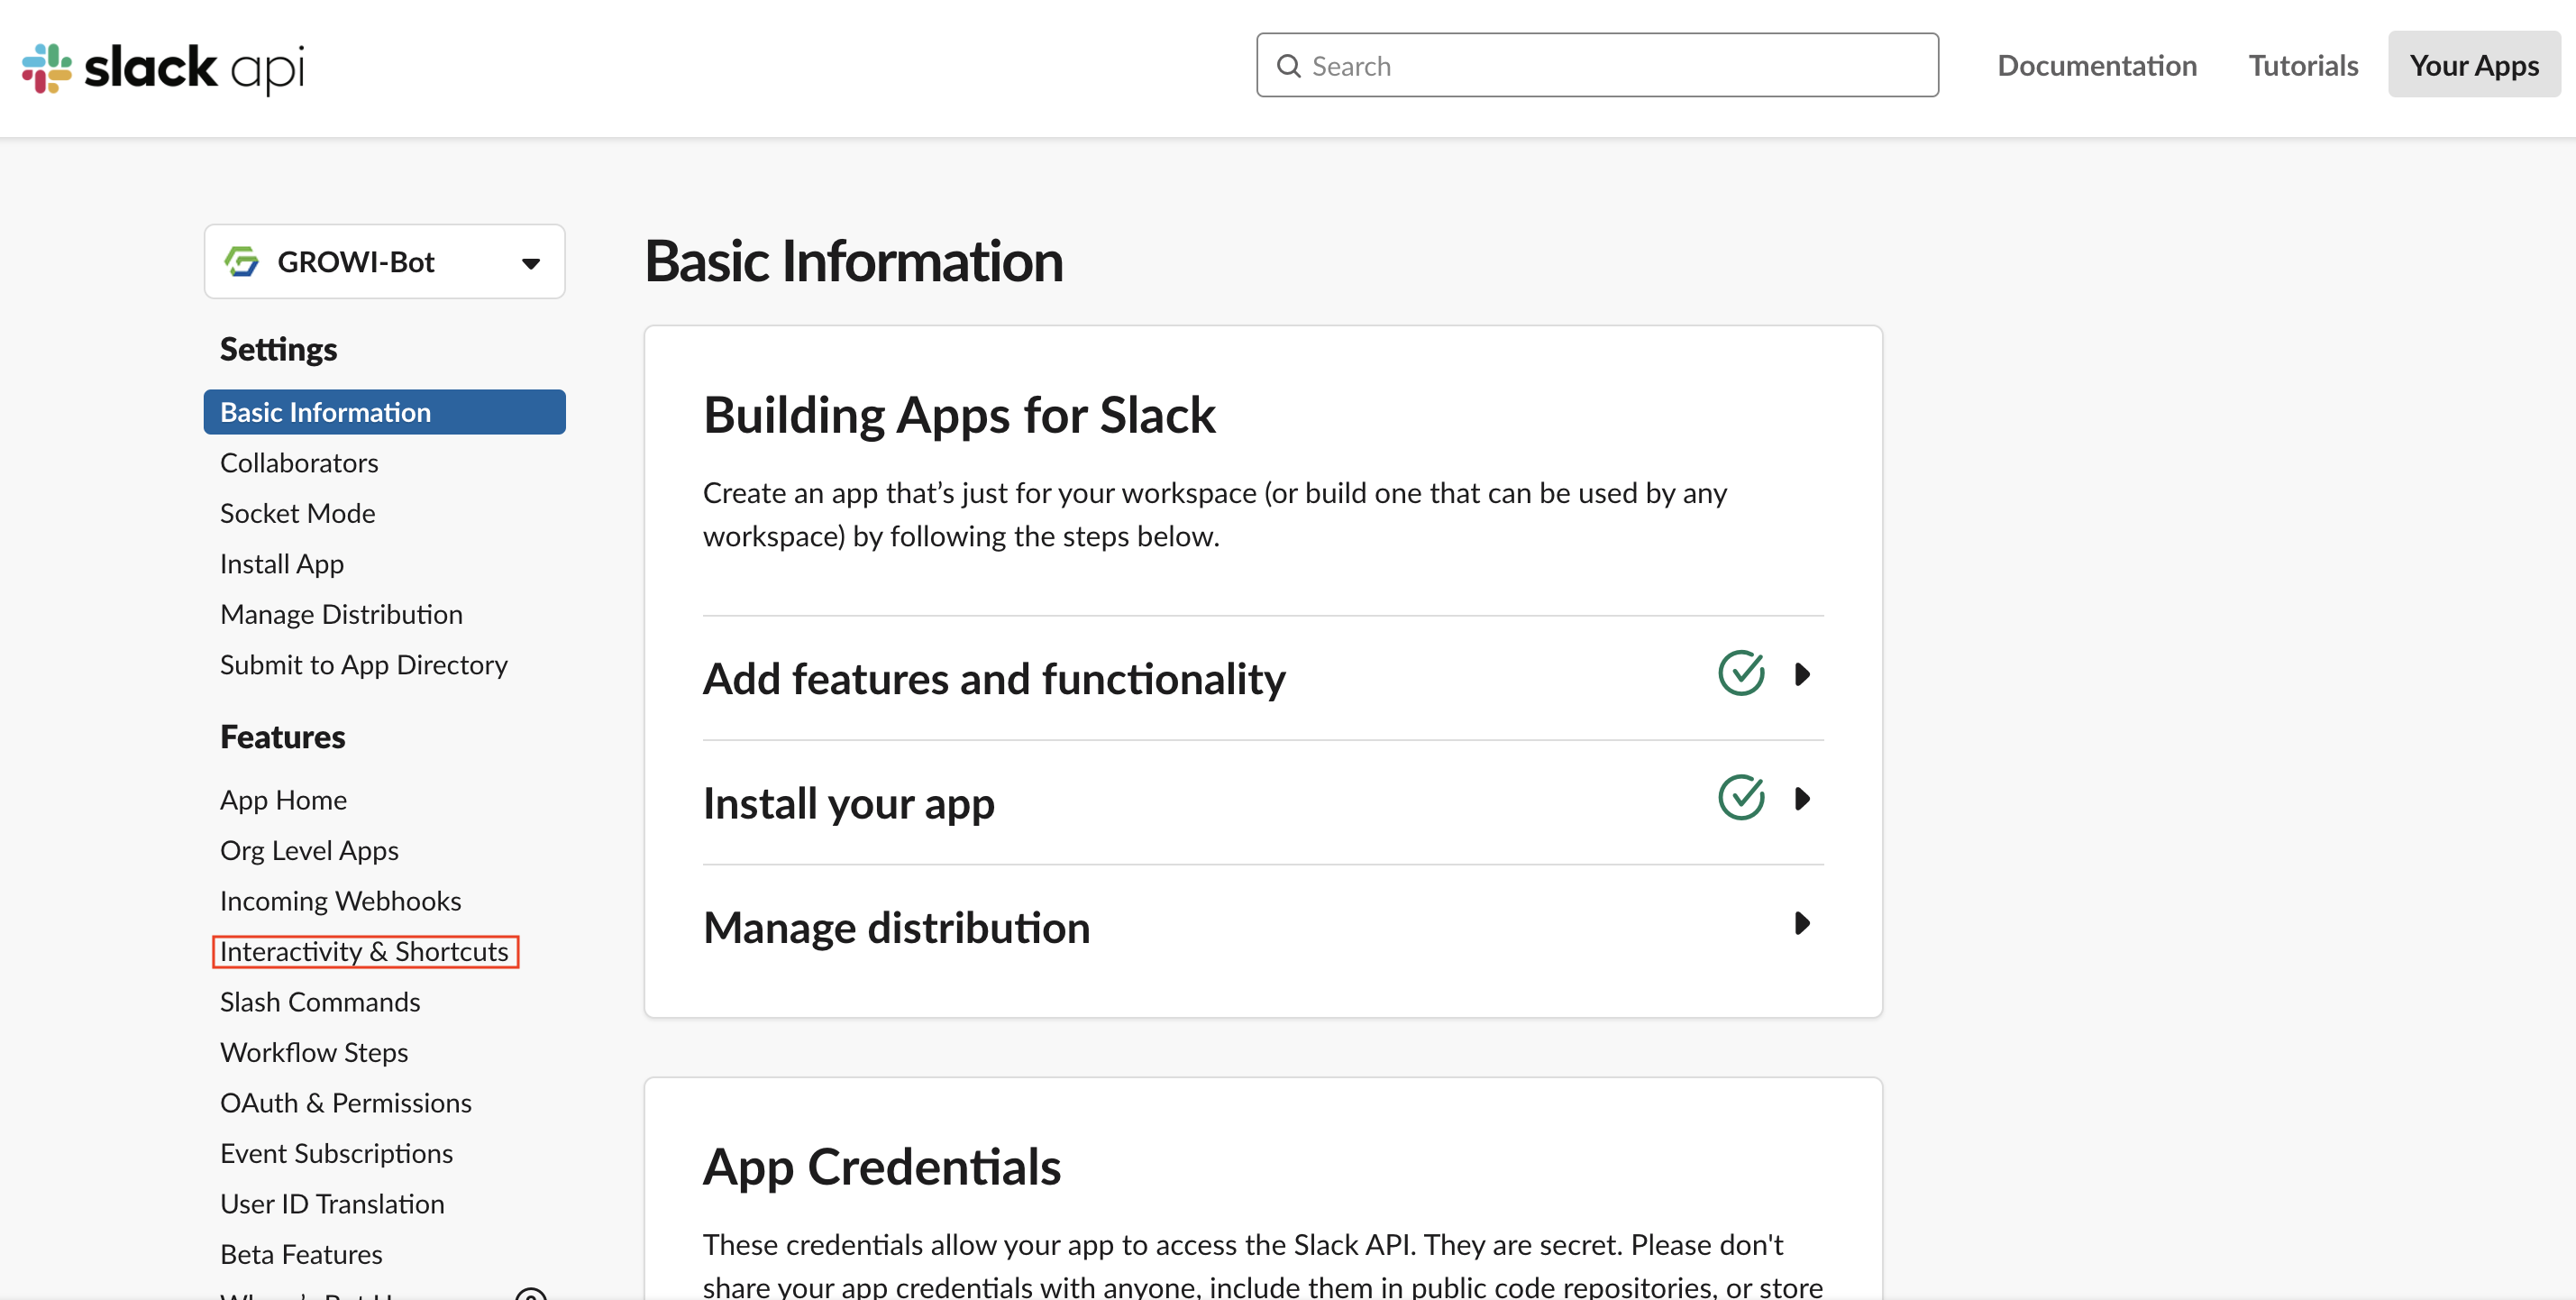 slack api
Search
Documentation
Tutorials
Your Apps
GROWI-Bot
Settings
Basic Information
Collaborators
Socket Mode
Install App
Manage Distribution
Submit to App Directory
Features
App Home
Org Level Apps
Incoming Webhooks
Interactivity & Shortcuts
Slash Commands
Workflow Steps
OAuth & Permissions
Event Subscriptions
User ID Translation
Beta Features
Basic Information
Building Apps for Slack
Create an app that’s just for your workspace (or build one that can be used by any
workspace) by following the steps below.
Add features and functionality
Install your app
Manage distribution
App Credentials
These credentials allow your app to access the Slack API. They are secret. Please don't
share your app credentials with anyone, include them in public code repositories, or store